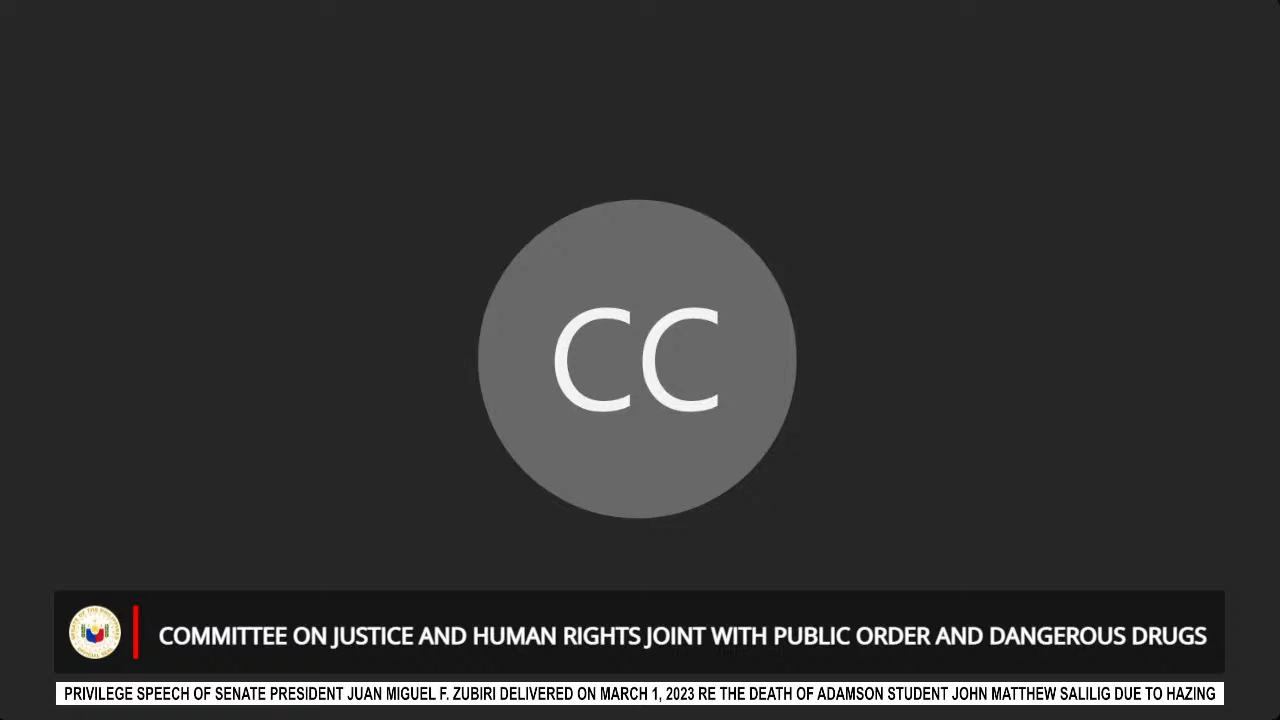 CC
COMMITTEE ON JUSTICE AND HUMAN RIGHTS JOINT WITH PUBLIC ORDER AND DANGEROUS DRUGS
PRIVILEGE SPEECH OF SENATE PRESIDENT JUAN MIGUEL F. ZUBIRI DELIVERED ON MARCH 1, 2023 RE THE DEATH OF ADAMSON STUDENT JOHN MATTHEW SALILIG DUE TO HAZING